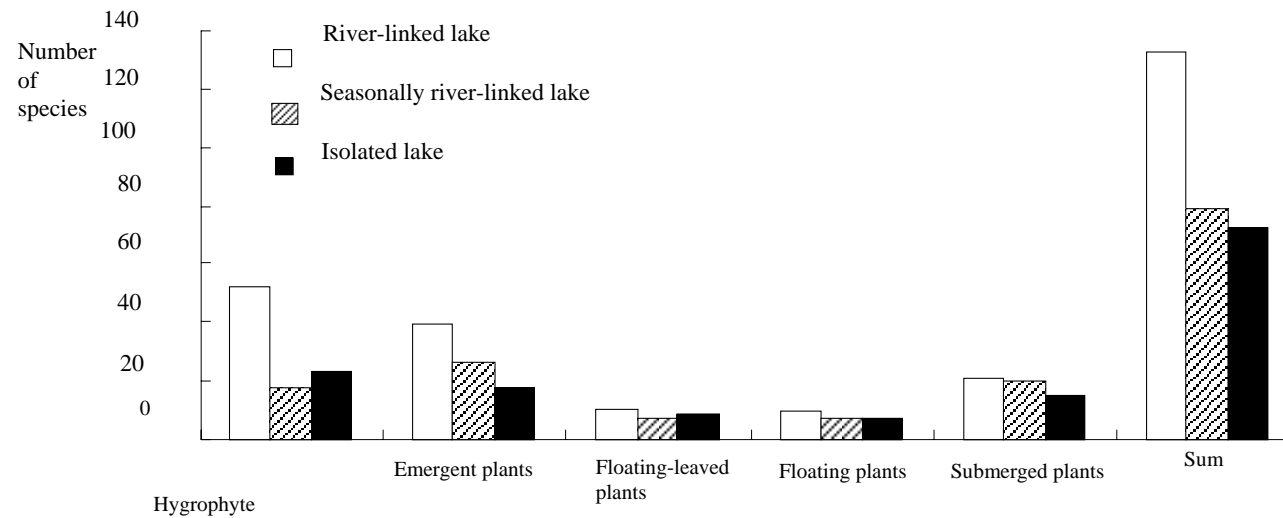 Number
of
species
140
120
100
80
60
40
20
0
River-linked lake
Seasonally river-linked lake
Isolated lake
Hygrophyte
Emergent plants
Floating-leaved
plants
Floating plants
Submerged plants
Sum